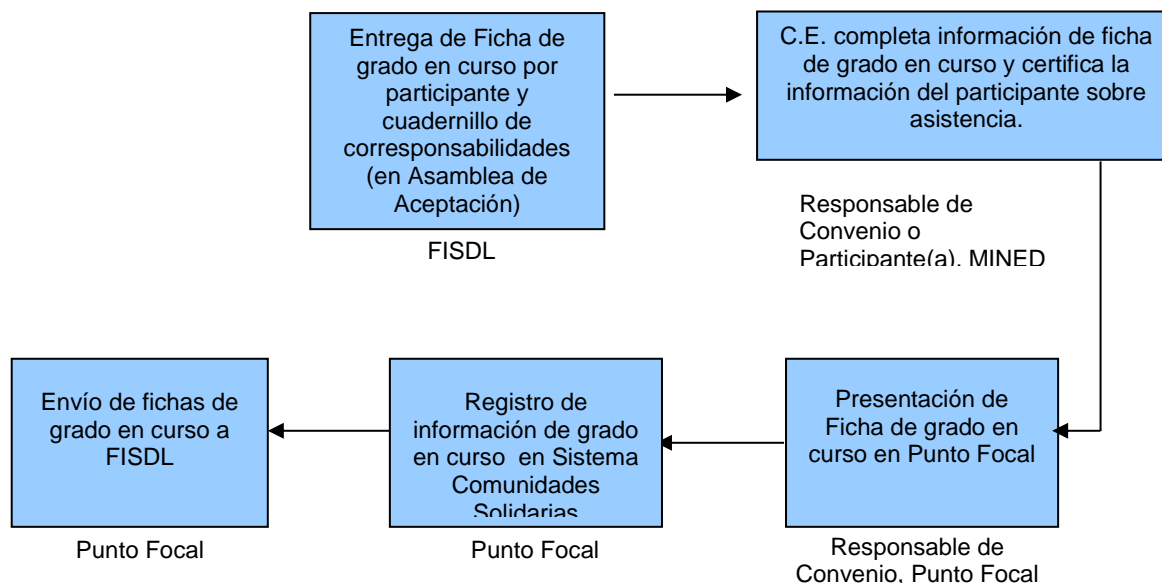 Entrega de Ficha de
grado en curso por
participante y
cuadernillo de
corresponsabilidades
(en Asamblea de
Aceptación)
FISDL
C.E. completa información de ficha
de grado en curso y certifica la
información del participante sobre
asistencia.
Responsable de
Convenio o
Participante(a). MINED
Presentación de
Ficha de grado en
curso en Punto Focal
Responsable de
Convenio, Punto Focal
Registro de
información de grado
en curso en Sistema
Comunidades
Solidarias
Punto Focal
Envío de fichas de
grado en curso a
FISDL
Punto Focal